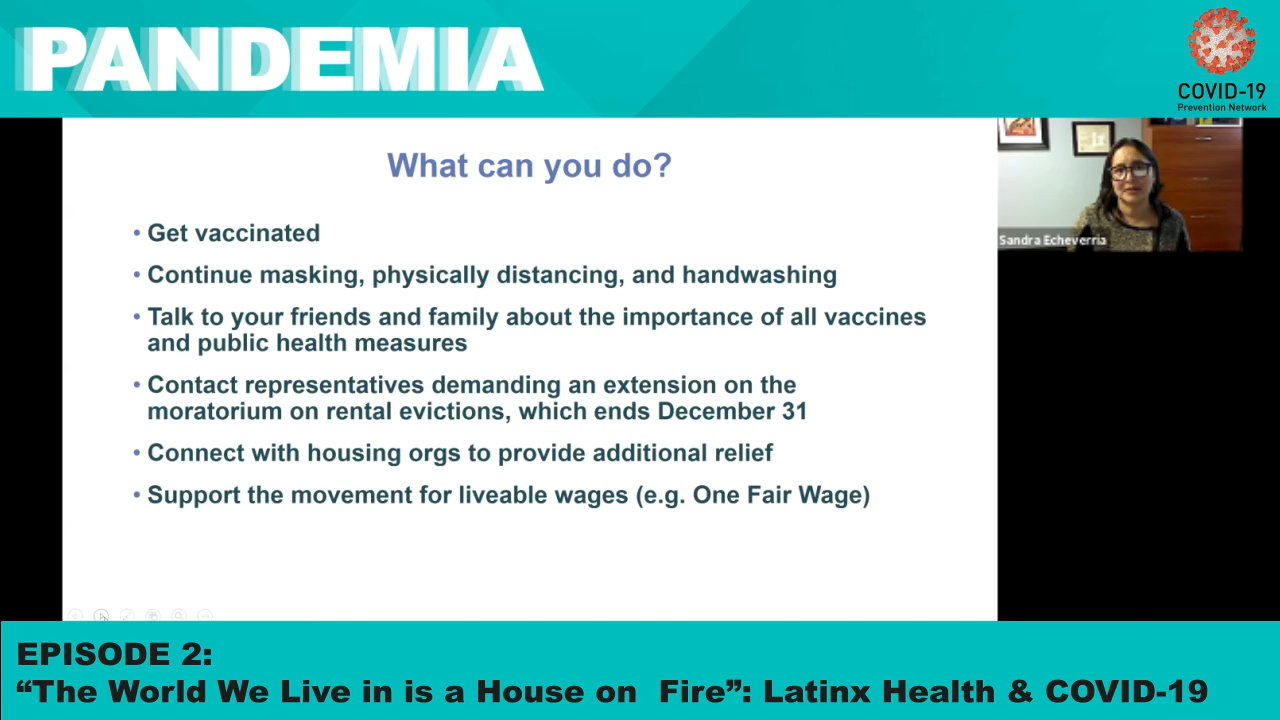 PANDEMIA
COVID-19
Prevention Network
What can you do?
• Get vaccinated
• Continue masking, physically distancing, and handwashing
• Talk to your friends and family about the importance of all vaccines
and public health measures
• Contact representatives demanding an extension on the
moratorium on rental evictions, which ends December 31
• Connect with housing orgs to provide additional relief
• Support the movement for liveable wages (e.g. One Fair Wage)
Sandra Echeverria
EPISODE 2:
“The World We Live in is a House on  Fire”: Latinx Health & COVID-19